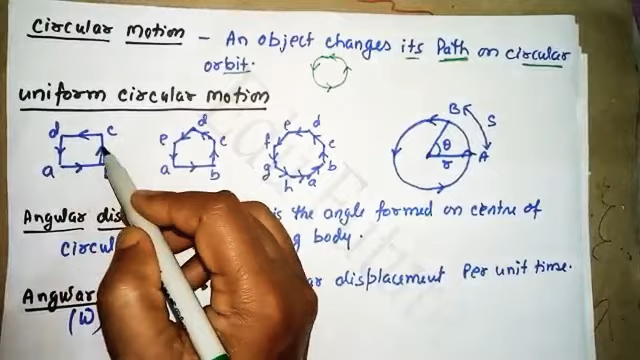 Circular Motion - An object changes its Path on circular
orbit.
uniform circular motion
d c
a
d
e c
a b
e d
f c
g b
h a
B S
θ A
r
Angular is the angle formed on centre of
body.
Angular displacement Per unit time.
(W)